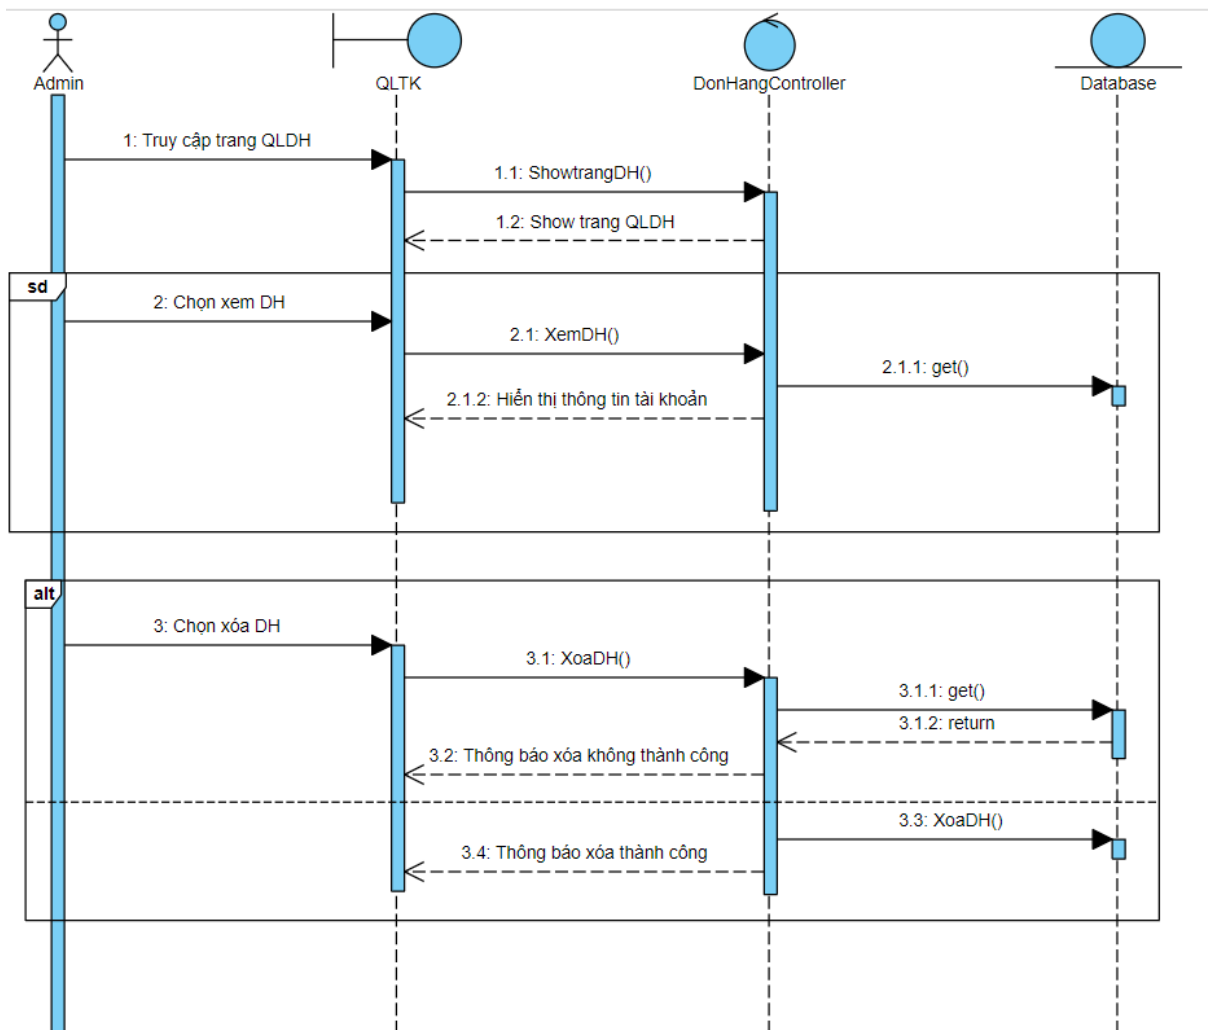 Admin
QLTK
DonHangController
Database
1: Truy cập trang QLDH
1.1: ShowtrangDH()
1.2: Show trang QLDH
sd
2: Chọn xem DH
2.1: XemDH()
2.1.1: get()
2.1.2: Hiển thị thông tin tài khoản
alt
3: Chọn xóa DH
3.1: XoaDH()
3.1.1: get()
3.1.2: return
3.2: Thông báo xóa không thành công
3.3: XoaDH()
3.4: Thông báo xóa thành công